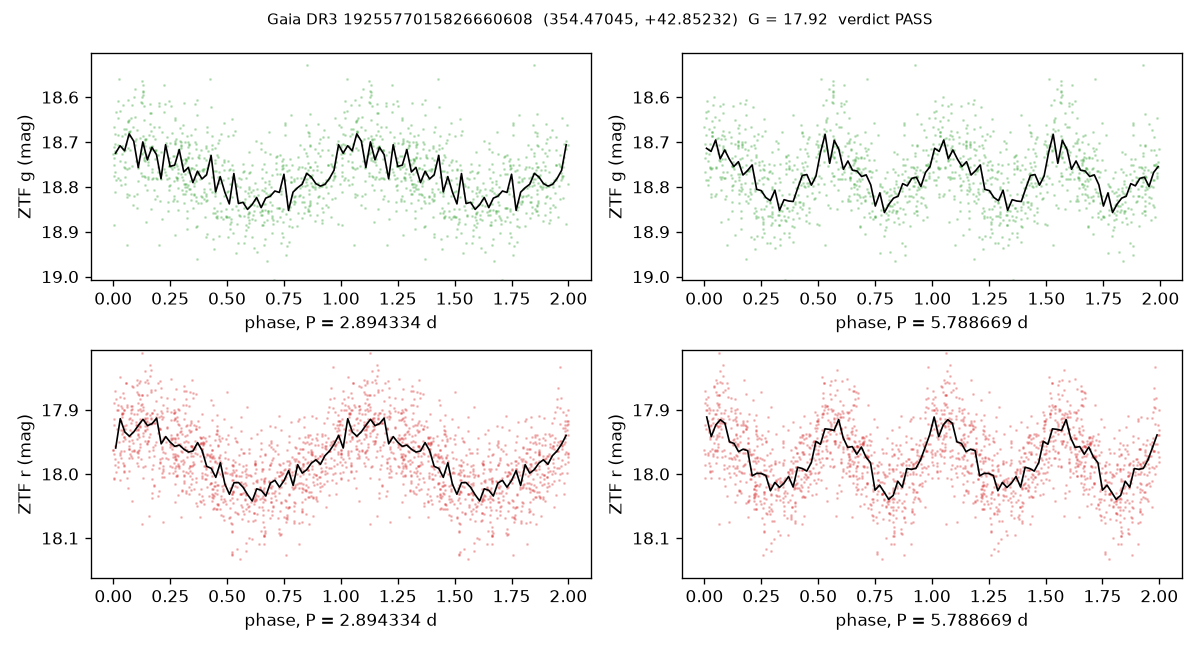 Gaia DR3 1925577015826660608 (354.47045, +42.85232) G = 17.92 verdict PASS
ZTF g (mag)
18.6
18.7
18.8
18.9
19.0
0.00 0.25 0.50 0.75 1.00 1.25 1.50 1.75 2.00
phase, P = 2.894334 d
ZTF g (mag)
18.6
18.7
18.8
18.9
19.0
0.00 0.25 0.50 0.75 1.00 1.25 1.50 1.75 2.00
phase, P = 5.788669 d
ZTF r (mag)
17.9
18.0
18.1
0.00 0.25 0.50 0.75 1.00 1.25 1.50 1.75 2.00
phase, P = 2.894334 d
ZTF r (mag)
17.9
18.0
18.1
0.00 0.25 0.50 0.75 1.00 1.25 1.50 1.75 2.00
phase, P = 5.788669 d